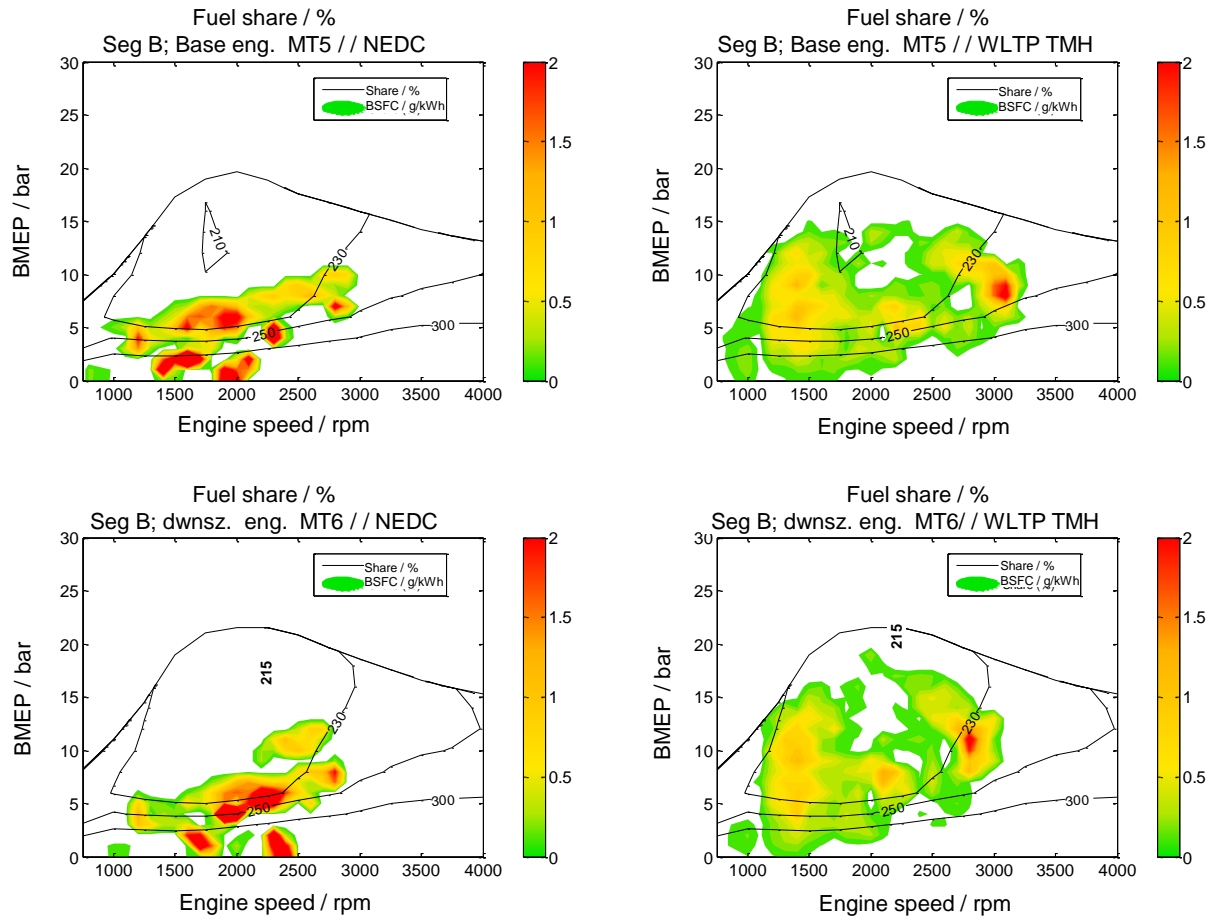 Fuel share / %
Seg B; Base eng. MT5 / / NEDC
30
25
20
15
10
5
0
BMEP / bar
Share / %
BSFC / g/kWh
210
230
250
300
1000 1500 2000 2500 3000 3500 4000
Engine speed / rpm
2
1.5
1
0.5
0
Fuel share / %
Seg B; Base eng. MT5 / / WLTP TMH
30
25
20
15
10
5
0
BMEP / bar
Share / %
BSFC / g/kWh
210
230
250
300
1000 1500 2000 2500 3000 3500 4000
Engine speed / rpm
2
1.5
1
0.5
0
Fuel share / %
Seg B; dwnsz. eng. MT6 / / NEDC
30
25
20
15
10
5
0
BMEP / bar
Share / %
BSFC / g/kWh
215
230
250
300
1000 1500 2000 2500 3000 3500 4000
Engine speed / rpm
2
1.5
1
0.5
0
Fuel share / %
Seg B; dwnsz. eng. MT6/ / WLTP TMH
30
25
20
15
10
5
0
BMEP / bar
Share / %
BSFC / g/kWh
215
230
250
300
1000 1500 2000 2500 3000 3500 4000
Engine speed / rpm
2
1.5
1
0.5
0